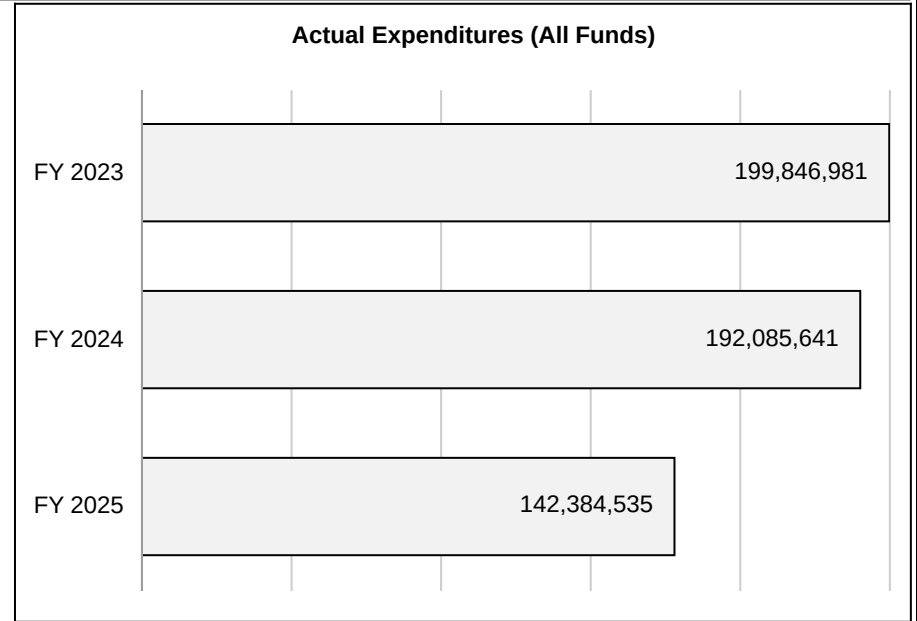 Actual Expenditures (All Funds)
FY 2023 199,846,981
FY 2024 192,085,641
FY 2025 142,384,535